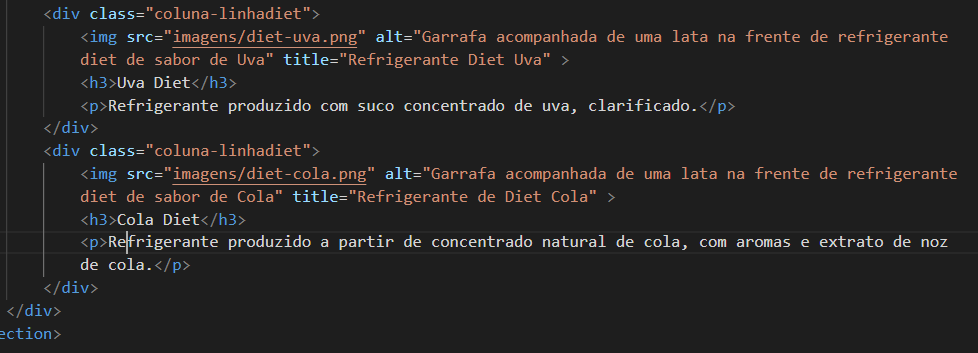 <div class="coluna-linhadiet">
<img src="imagens/diet-uva.png" alt="Garrafa acompanhada de uma lata na frente de refrigerante
diet de sabor de Uva" title="Refrigerante Diet Uva" >
<h3>Uva Diet</h3>
<p>Refrigerante produzido com suco concentrado de uva, clarificado.</p>
</div>
<div class="coluna-linhadiet">
<img src="imagens/diet-cola.png" alt="Garrafa acompanhada de uma lata na frente de refrigerante
diet de sabor de Cola" title="Refrigerante de Diet Cola" >
<h3>Cola Diet</h3>
<p>Refrigerante produzido a partir de concentrado natural de cola, com aromas e extrato de noz
de cola.</p>
</div>
</div>
ection>